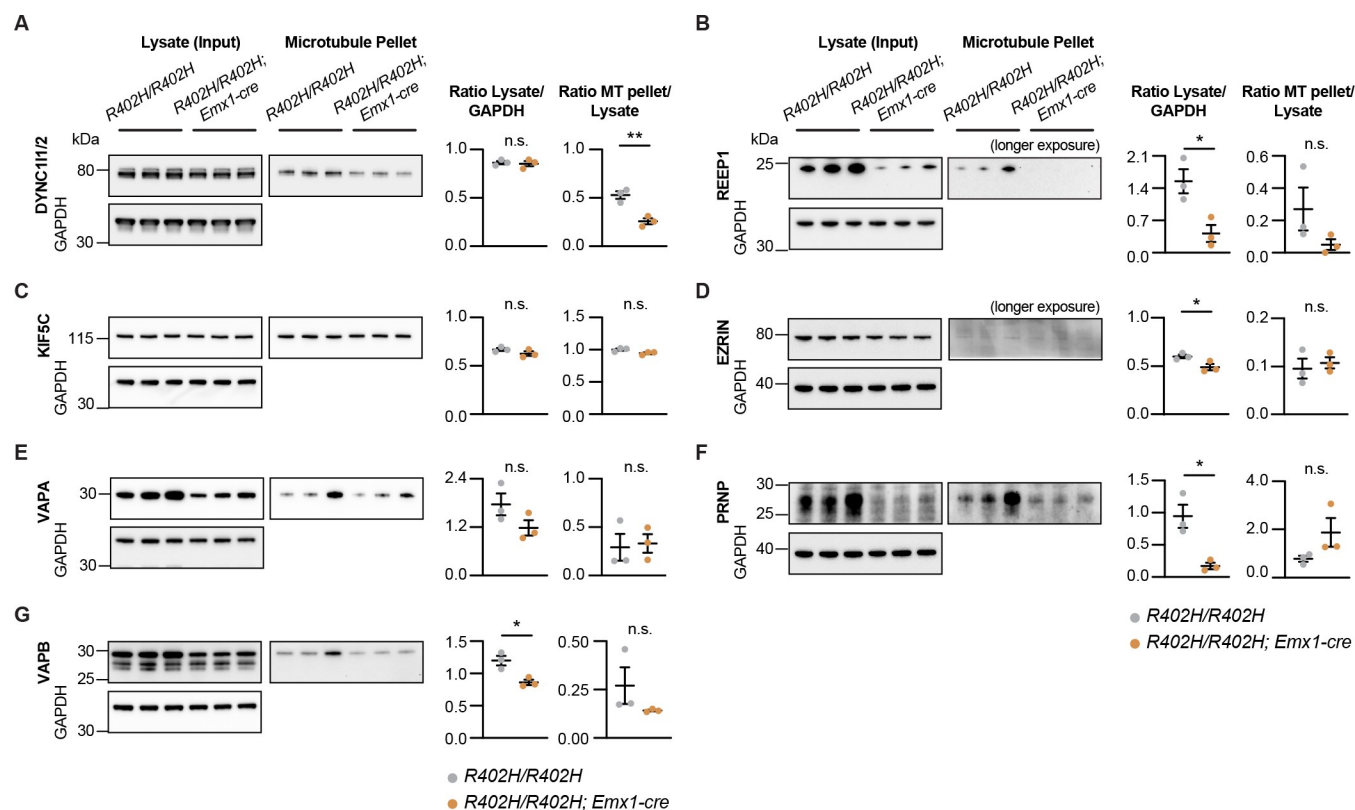 A
Lysate (Input)
Microtubule Pellet
R402H/R402H
R402H/R402H;
Emx1-cre
R402H/R402H
R402H/R402H;
Emx1-cre
Ratio Lysate/
GAPDH
Ratio MT pellet/
Lysate
kDa
DYNC1I1/2
80
GAPDH
30
n.s.
1.0
0.5
0.0
**
1.0
0.5
0.0
B
Lysate (Input)
Microtubule Pellet
R402H/R402H
R402H/R402H;
Emx1-cre
R402H/R402H
R402H/R402H;
Emx1-cre
Ratio Lysate/
GAPDH
Ratio MT pellet/
Lysate
kDa
(longer exposure)
REEP1
25
GAPDH
30
*
2.1
1.4
0.7
0.0
n.s.
0.6
0.4
0.2
0.0
C
KIF5C
115
GAPDH
30
n.s.
1.0
0.5
0.0
n.s.
1.5
1.0
0.5
0.0
D
(longer exposure)
EZRIN
80
GAPDH
40
*
1.0
0.5
0.0
n.s.
0.2
0.1
0.0
E
VAPA
30
GAPDH
30
n.s.
2.4
1.2
0.0
n.s.
1.0
0.5
0.0
F
PRNP
30
25
GAPDH
40
*
1.5
1.0
0.5
0.0
n.s.
4.0
2.0
0.0
R402H/R402H
R402H/R402H; Emx1-cre
G
VAPB
30
25
GAPDH
30
*
1.5
1.0
0.5
0.0
n.s.
0.50
0.25
0.00
R402H/R402H
R402H/R402H; Emx1-cre